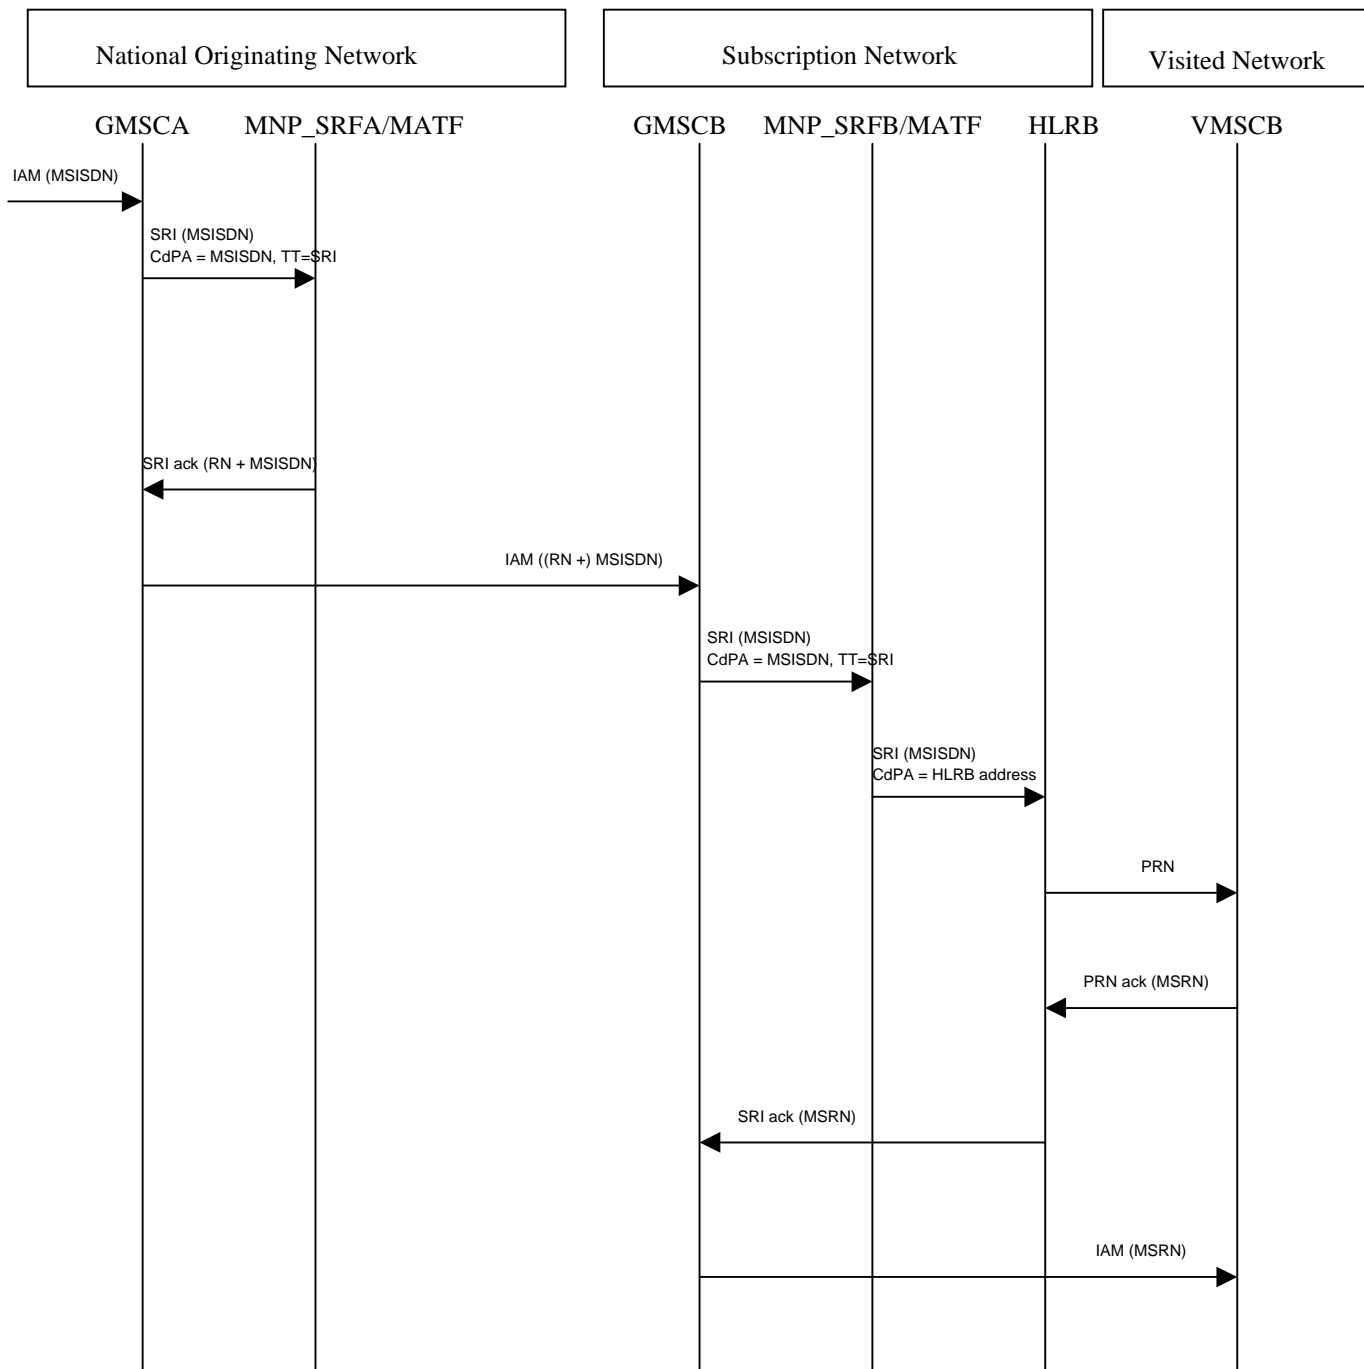 National Originating Network
Subscription Network
Visited Network
GMSCA
MNP_SRFA/MATF
GMSCB
MNP_SRFB/MATF
HLRB
VMSCB
IAM (MSISDN)
SRI (MSISDN)
CdPA = MSISDN, TT=SRI
SRI ack (RN + MSISDN)
IAM ((RN +) MSISDN)
SRI (MSISDN)
CdPA = MSISDN, TT=SRI
SRI (MSISDN)
CdPA = HLRB address
PRN
PRN ack (MSRN)
SRI ack (MSRN)
IAM (MSRN)